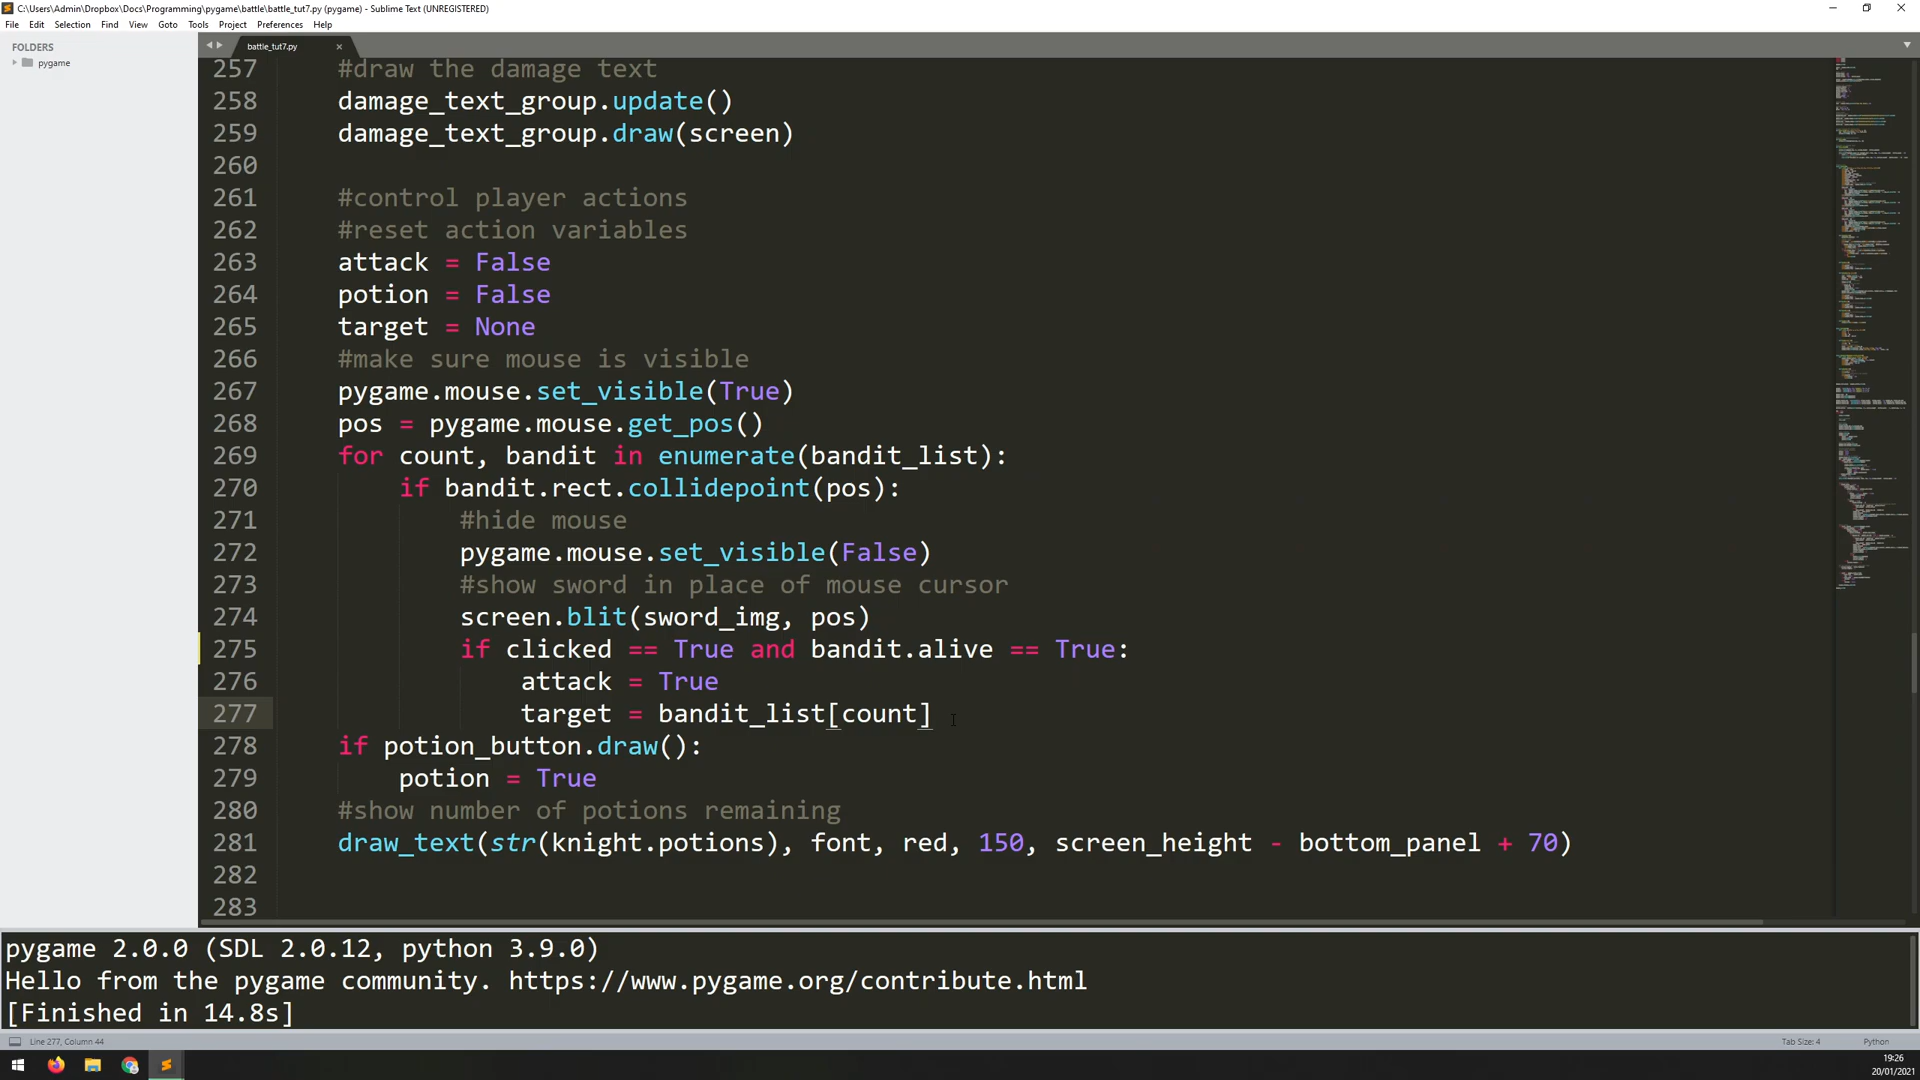 C:\Users\Admin\Dropbox\Docs\Programming\pygame\battle\battle_tut7.py (pygame) - Sublime Text (UNREGISTERED)
File Edit Selection Find View Goto Tools Project Preferences Help
FOLDERS
pygame
battle_tut7.py
257 #draw the damage text
258 damage_text_group.update()
259 damage_text_group.draw(screen)
260
261 #control player actions
262 #reset action variables
263 attack = False
264 potion = False
265 target = None
266 #make sure mouse is visible
267 pygame.mouse.set_visible(True)
268 pos = pygame.mouse.get_pos()
269 for count, bandit in enumerate(bandit_list):
270 if bandit.rect.collidepoint(pos):
271 #hide mouse
272 pygame.mouse.set_visible(False)
273 #show sword in place of mouse cursor
274 screen.blit(sword_img, pos)
275 if clicked == True and bandit.alive == True:
276 attack = True
277 target = bandit_list[count]
278 if potion_button.draw():
279 potion = True
280 #show number of potions remaining
281 draw_text(str(knight.potions), font, red, 150, screen_height - bottom_panel + 70)
282
283
pygame 2.0.0 (SDL 2.0.12, python 3.9.0)
Hello from the pygame community. https://www.pygame.org/contribute.html
[Finished in 14.8s]
Line 277, Column 44
Tab Size: 4
Python
19:26
20/01/2021